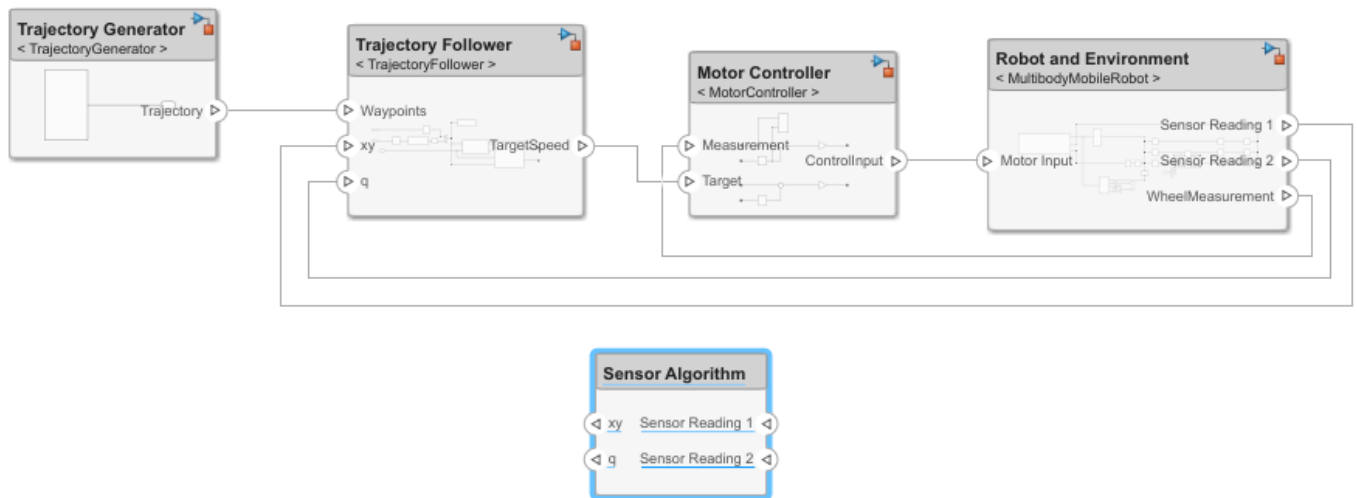 Trajectory Generator
< TrajectoryGenerator >
Trajectory
Trajectory Follower
< TrajectoryFollower >
Waypoints
xy
TargetSpeed
q
Motor Controller
< MotorController >
Measurement
ControlInput
Target
Robot and Environment
< MultibodyMobileRobot >
Sensor Reading 1
Motor Input
Sensor Reading 2
WheelMeasurement
Sensor Algorithm
xy Sensor Reading 1
q Sensor Reading 2